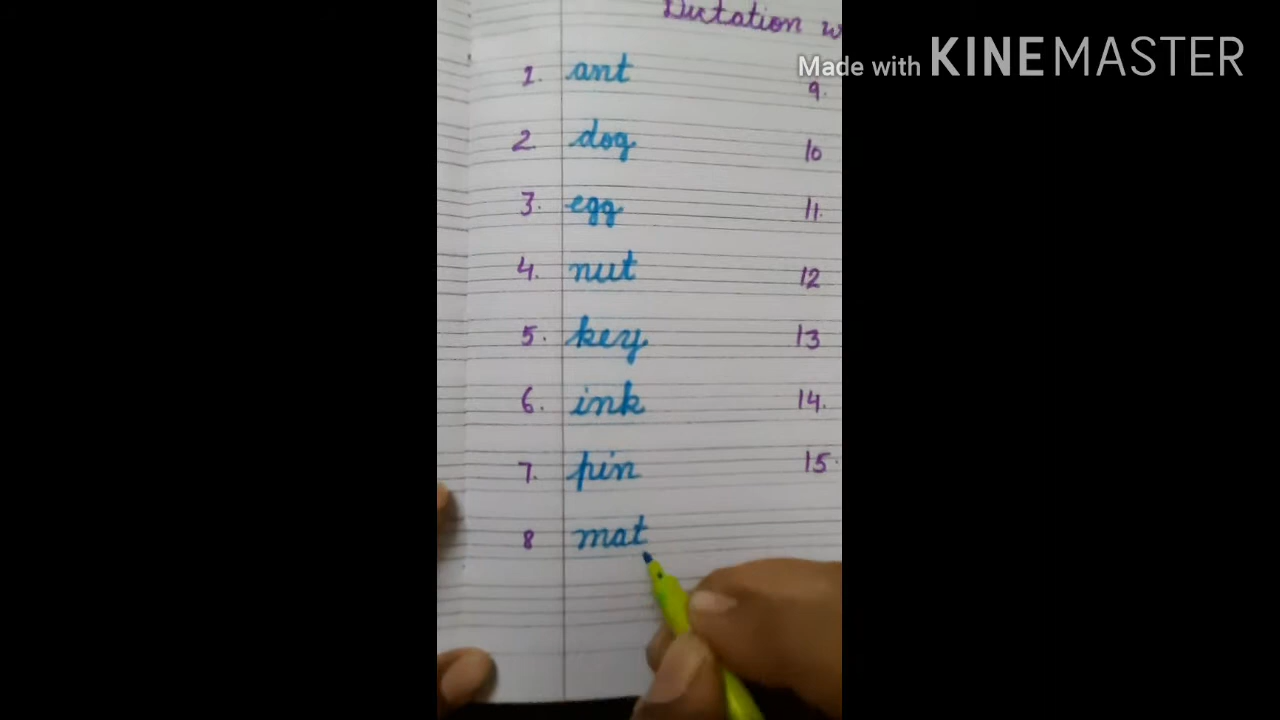 Dictation
Made with KINEMASTER
1. ant
2 dog
3. egg
4. nut
5. key
6. ink
7. pin
8 mat
9.
10
11.
12
13
14.
15.